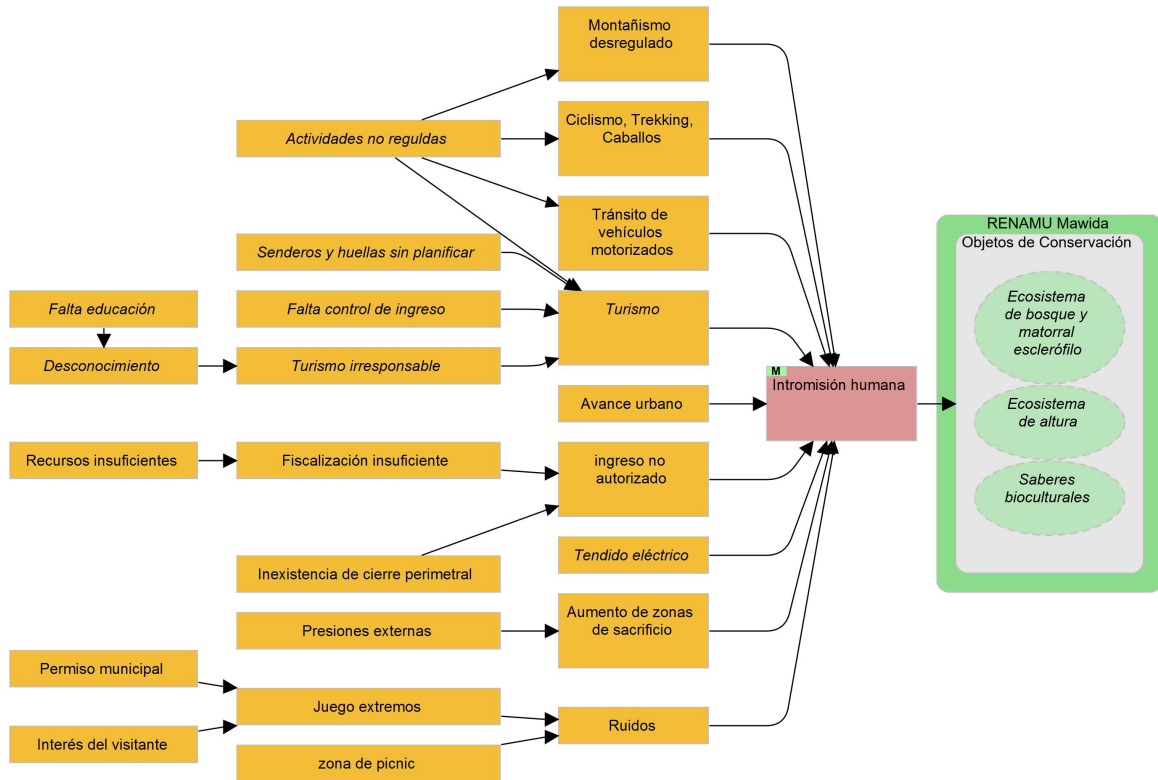 Montañismo
desregulado
Actividades no reguldas
Ciclismo, Trekking,
Caballos
Tránsito de
vehículos
motorizados
RENAMU Mawida
Objetos de Conservación
Senderos y huellas sin planificar
Falta educación
Falta control de ingreso
Turismo
Ecosistema
de bosque y
matorral
esclerófilo
Desconocimiento
Turismo irresponsable
M
Intromisión humana
Avance urbano
Ecosistema
de altura
Recursos insuficientes
Fiscalización insuficiente
ingreso no
autorizado
Saberes
bioculturales
Tendido eléctrico
Inexistencia de cierre perimetral
Presiones externas
Aumento de zonas
de sacrificio
Permiso municipal
Juego extremos
Ruidos
Interés del visitante
zona de picnic